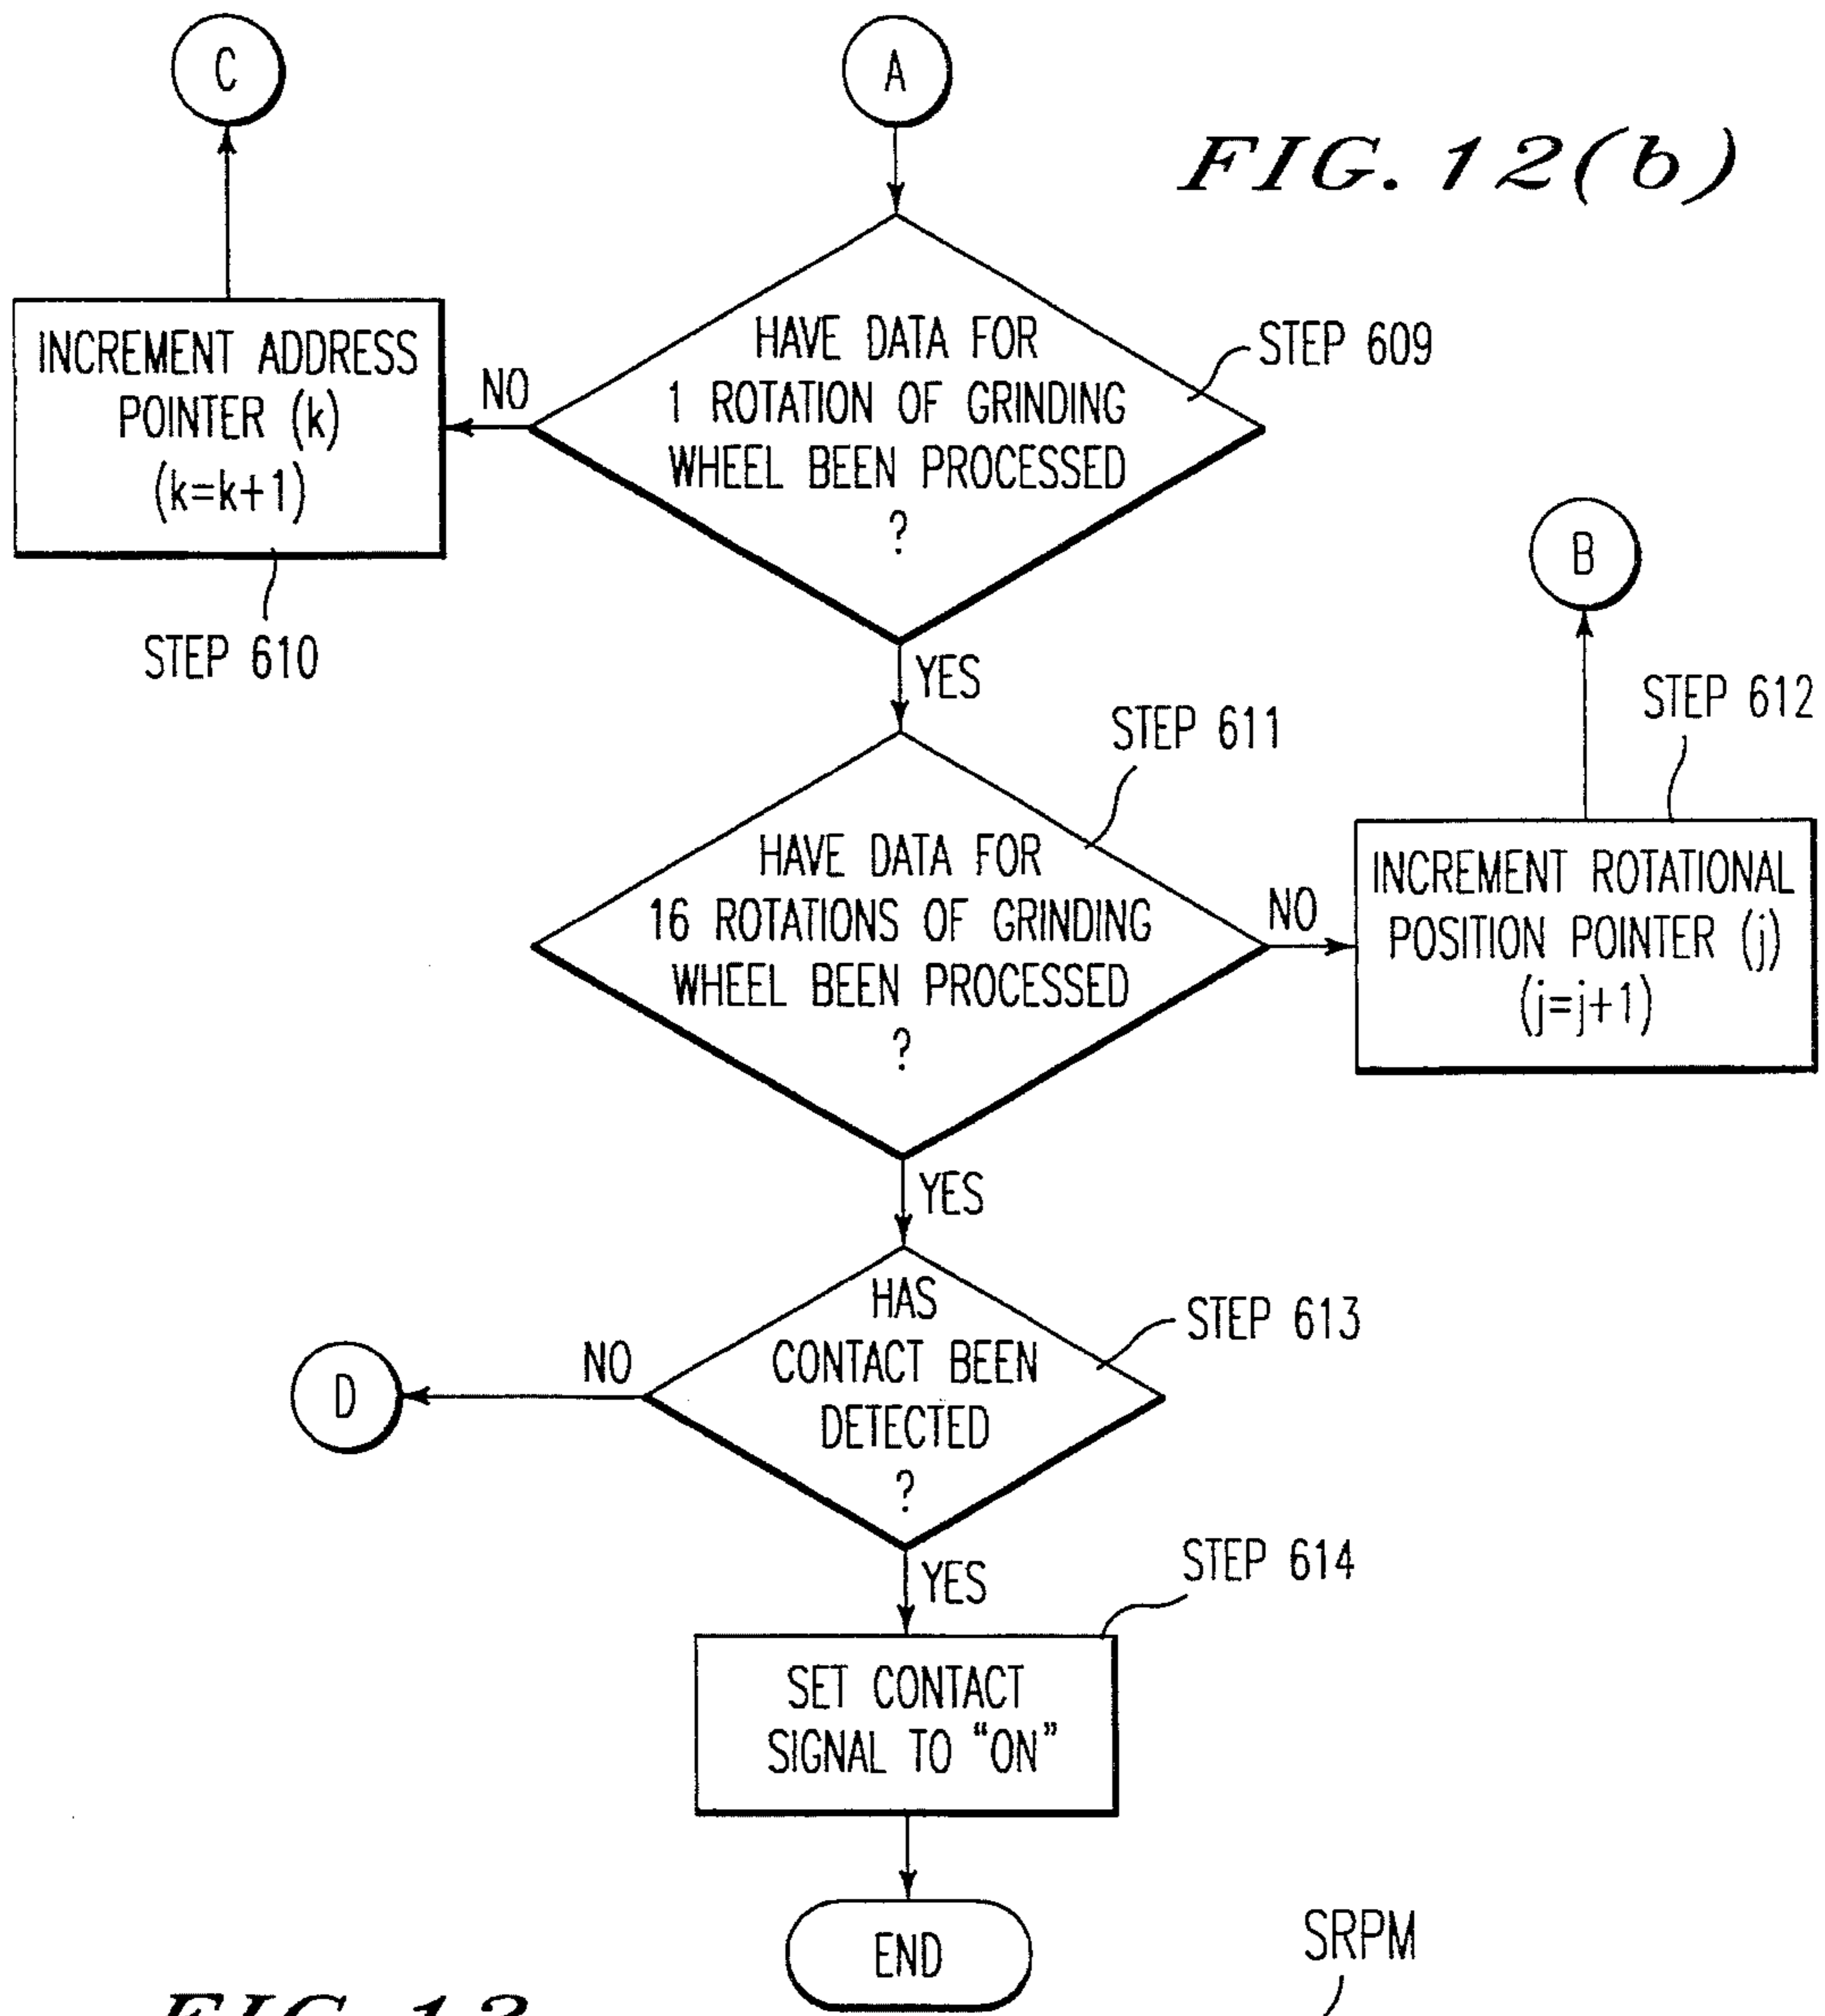 C
A
FIG. 12(b)
HAVE DATA FOR
1 ROTATION OF GRINDING
WHEEL BEEN PROCESSED
?
STEP 609
NO
INCREMENT ADDRESS
POINTER (k)
(k=k+1)
STEP 610
YES
B
STEP 612
STEP 611
HAVE DATA FOR
16 ROTATIONS OF GRINDING
WHEEL BEEN PROCESSED
?
NO
INCREMENT ROTATIONAL
POSITION POINTER (j)
(j=j+1)
YES
HAS
CONTACT BEEN
DETECTED
?
STEP 613
NO
D
YES
STEP 614
SET CONTACT
SIGNAL TO “ON”
END
SRPM
FIG. 13